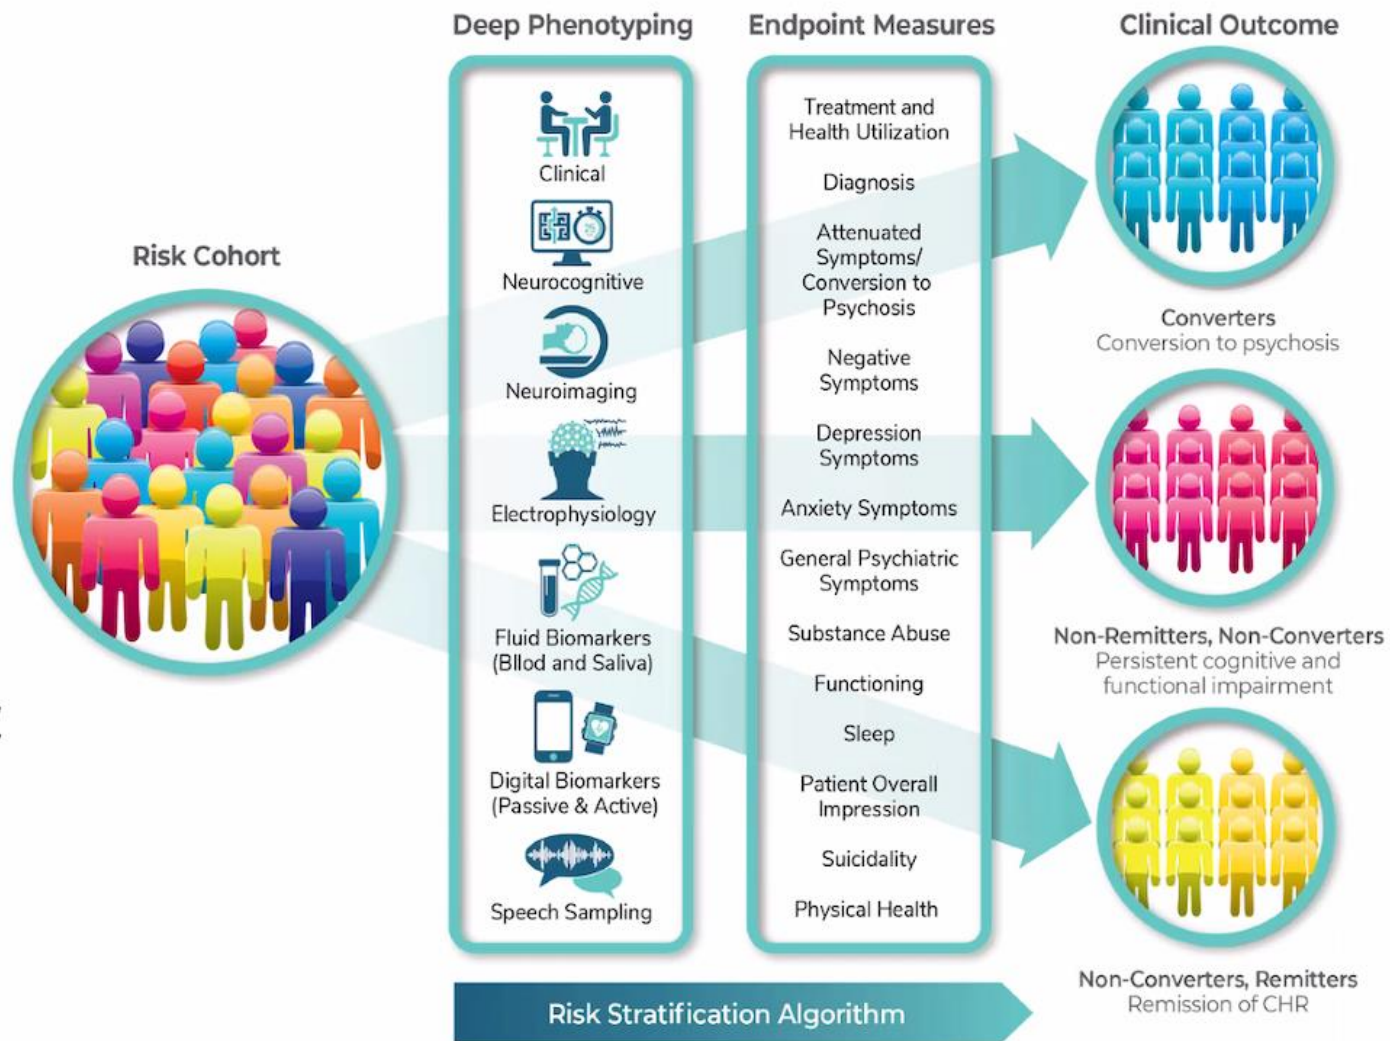 Risk Cohort
Deep Phenotyping
Clinical
Neurocognitive
Neuroimaging
Electrophysiology
Fluid Biomarkers
(Bllod and Saliva)
Digital Biomarkers
(Passive & Active)
Speech Sampling
Endpoint Measures
Treatment and
Health Utilization
Diagnosis
Attenuated
Symptoms/
Conversion to
Psychosis
Negative
Symptoms
Depression
Symptoms
Anxiety Symptoms
General Psychiatric
Symptoms
Substance Abuse
Functioning
Sleep
Patient Overall
Impression
Suicidality
Physical Health
Clinical Outcome
Converters
Conversion to psychosis
Non-Remitters, Non-Converters
Persistent cognitive and
functional impairment
Non-Converters, Remitters
Remission of CHR
Risk Stratification Algorithm